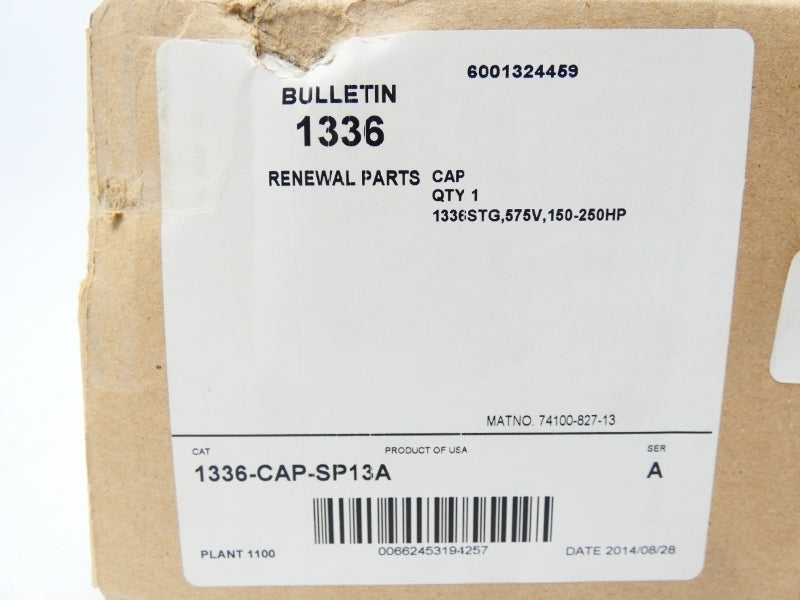 6001324459
BULLETIN
1336
RENEWAL PARTS CAP
QTY 1
1336STG,575V,150-250HP
MATNO. 74100-827-13
CAT PRODUCT OF USA SER
1336-CAP-SP13A A
00662453194257
PLANT 1100 DATE 2014/08/28